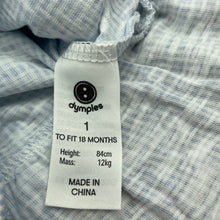 dymples
1
TO FIT 18 MONTHS
Height: 84cm
Mass: 12kg
MADE IN
CHINA